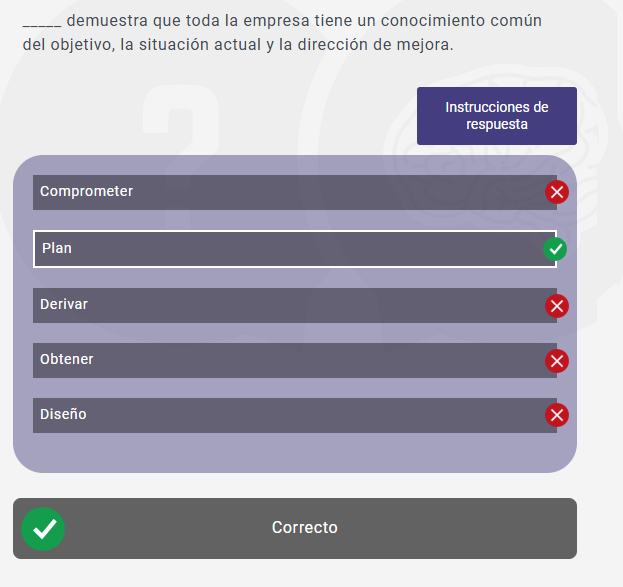 _____ demuestra que toda la empresa tiene un conocimiento común
del objetivo, la situación actual y la dirección de mejora.
Instrucciones de
respuesta
Comprometer
Plan
Derivar
Obtener
Diseño
Correcto